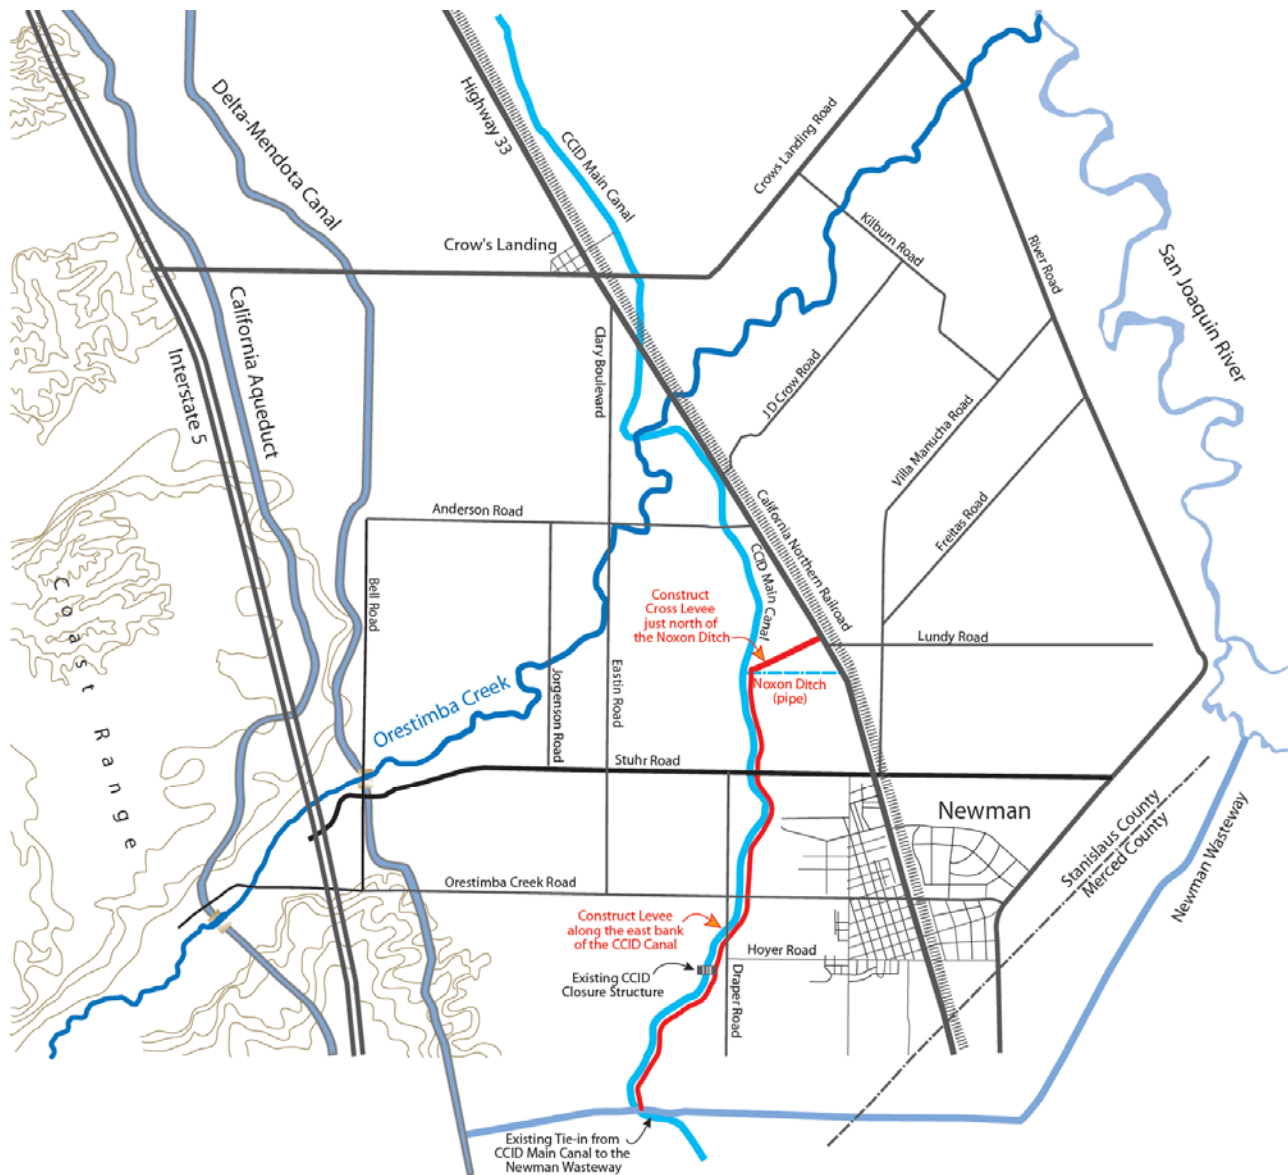 Delta-Mendota Canal
Highway 33
CCID Main Canal
Crows Landing Road
Kilburn Road
River Road
San Joaquin River
Crow's Landing
California Aqueduct
Interstate 5
Clary Boulevard
J D Crow Road
Villa Manucha Road
Freitas Road
Anderson Road
California Northern Railroad
CCID Main Canal
Coast Range
Bell Road
Construct
Cross Levee
just north of
the Noxon Ditch
Lundy Road
Eastin Road
Jorgenson Road
Orestimba Creek
Noxon Ditch
(pipe)
Stuhr Road
Newman
Stanislaus County
Merced County
Newman Wasteway
Orestimba Creek Road
Construct Levee
along the east bank
of the CCID Canal
Hoyer Road
Existing CCID
Closure Structure
Draper Road
Existing Tie-in from
CCID Main Canal to the
Newman Wasteway